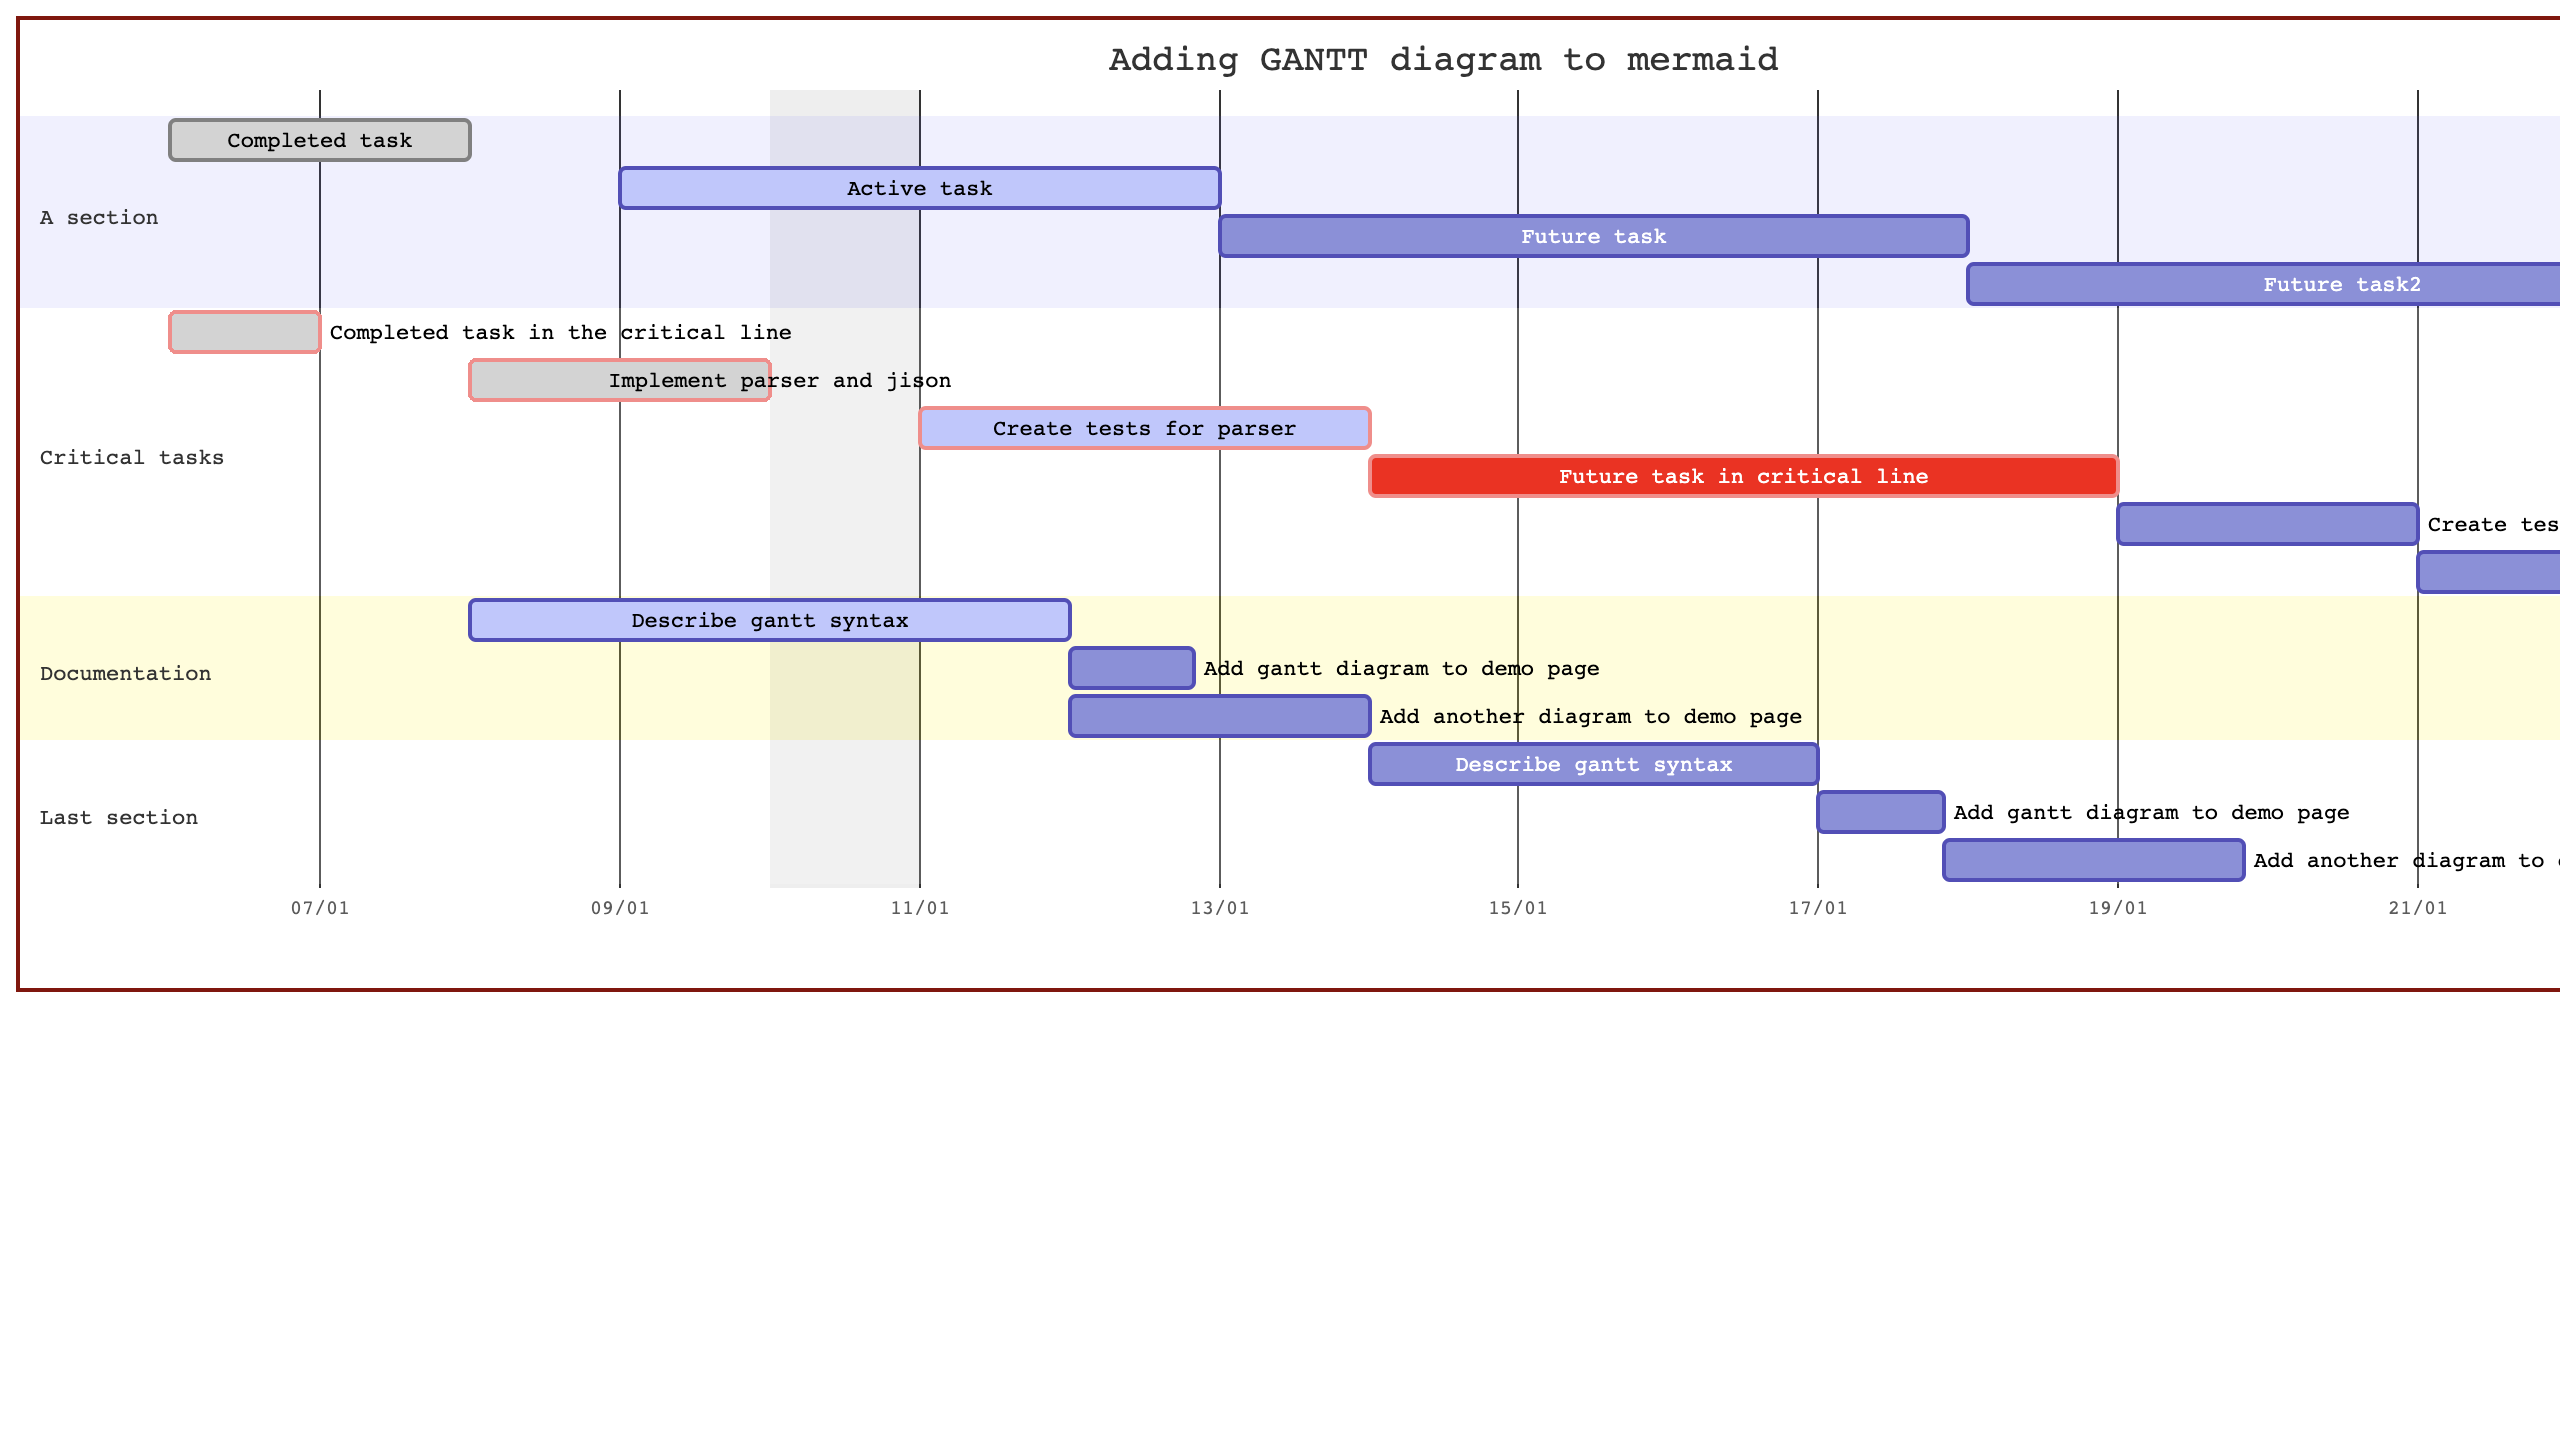 Adding GANTT diagram to mermaid
A section
Completed task
Active task
Future task
Future task2
Critical tasks
Completed task in the critical line
Implement parser and jison
Create tests for parser
Future task in critical line
Create tes
Documentation
Describe gantt syntax
Add gantt diagram to demo page
Add another diagram to demo page
Last section
Describe gantt syntax
Add gantt diagram to demo page
Add another diagram to
07/01 09/01 11/01 13/01 15/01 17/01 19/01 21/01